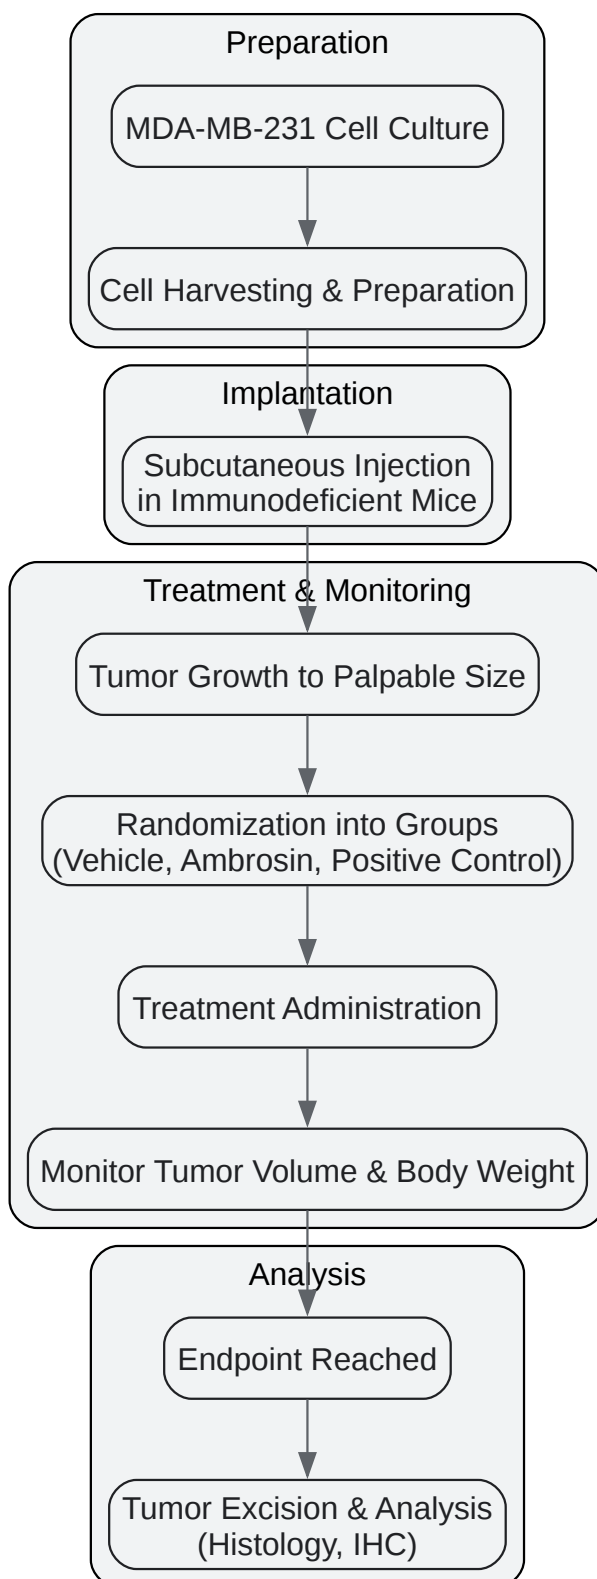 Preparation
MDA-MB-231 Cell Culture
Cell Harvesting & Preparation
Implantation
Subcutaneous Injection
in Immunodeficient Mice
Treatment & Monitoring
Tumor Growth to Palpable Size
Randomization into Groups
(Vehicle, Ambrosin, Positive Control)
Treatment Administration
Monitor Tumor Volume & Body Weight
Analysis
Endpoint Reached
Tumor Excision & Analysis
(Histology, IHC)